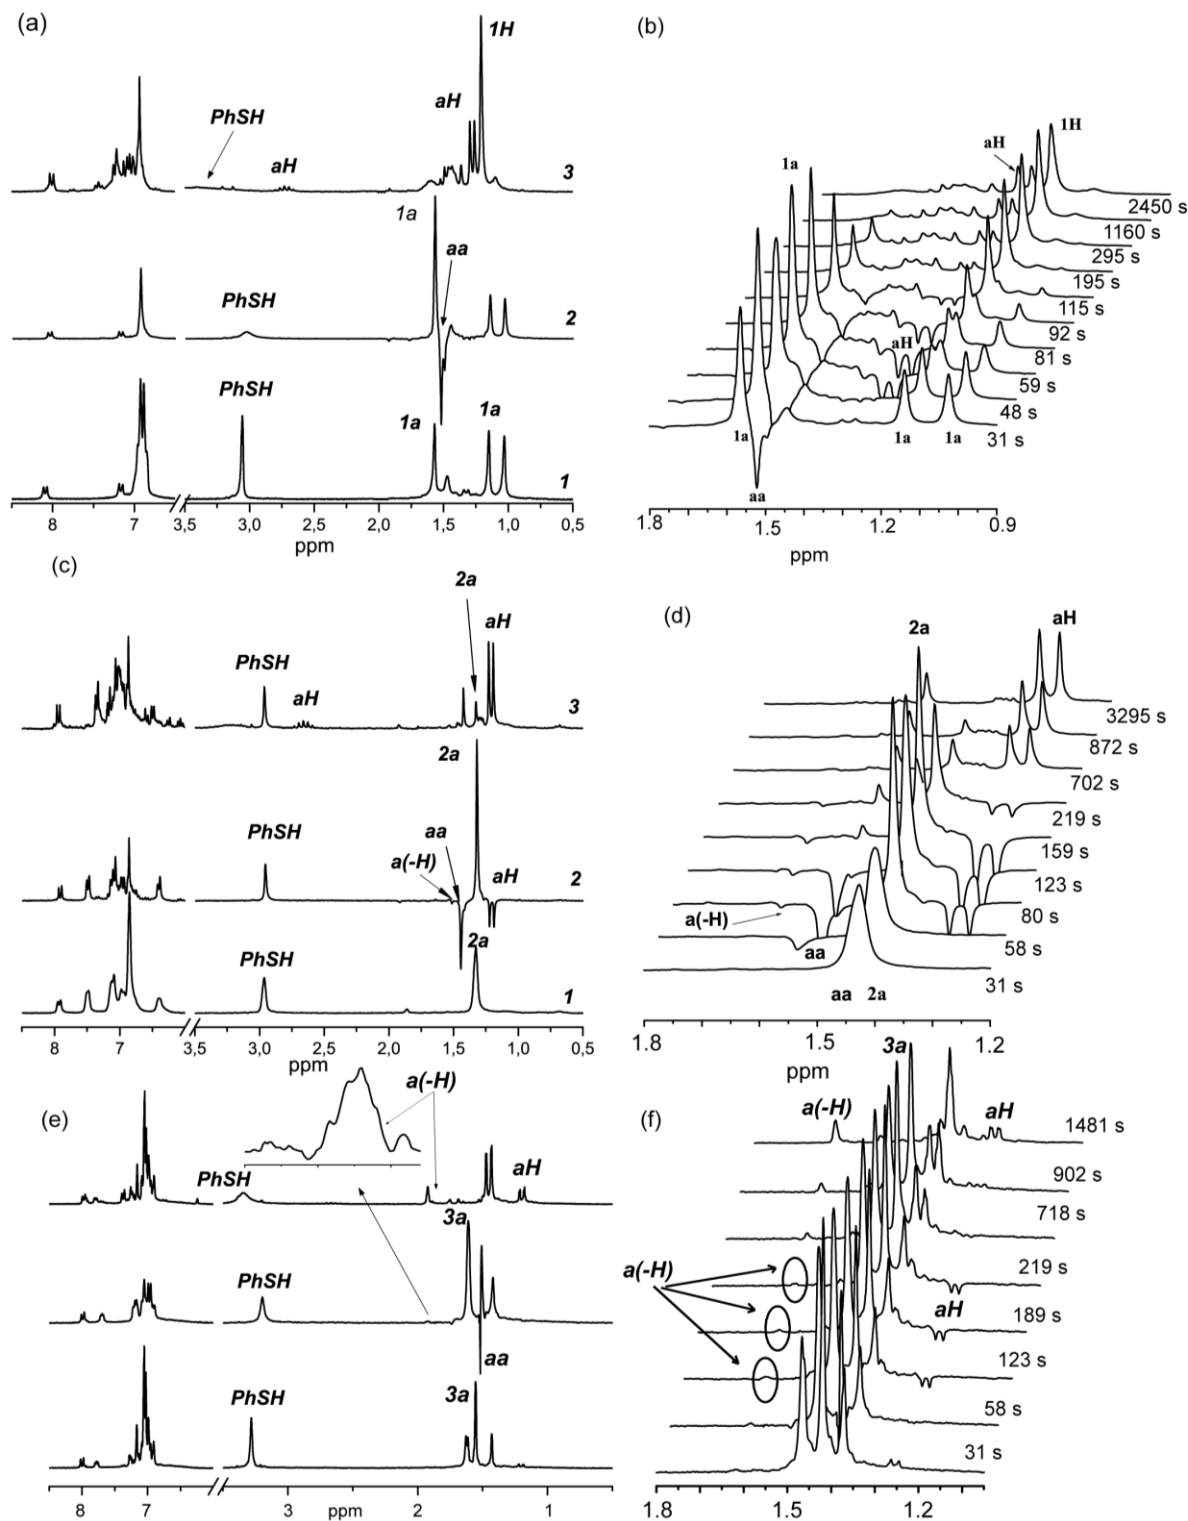 (a)
1H
PhSH
aH
aH
3
1a
aa
PhSH
2
PhSH
1a
1a
1
8 7 3,5 3,0 2,5 2,0 1,5 1,0 0,5
ppm
(b)
1H
aH
1a
2450 s
1160 s
295 s
195 s
115 s
92 s
aH
81 s
59 s
48 s
31 s
1a
1a
1a
aa
1.8 1.5 1.2 0.9
ppm
(c)
2a
aH
PhSH
aH
3
2a
PhSH
aa
a(-H)
aH
2
2a
PhSH
1
8 7 3,5 3,0 2,5 2,0 1,5 1,0 0,5
ppm
(d)
aH
2a
3295 s
872 s
702 s
219 s
159 s
123 s
80 s
a(-H)
58 s
aa
31 s
aa 2a
1.8 1.5 1.2
ppm
(e)
a(-H)
PhSH
aH
3a
PhSH
aa
3a
PhSH
8 7 3 2 1
ppm
(f)
3a
a(-H)
aH
1481 s
902 s
718 s
219 s
a(-H)
189 s
aH
123 s
58 s
31 s
1.8 1.5 1.2